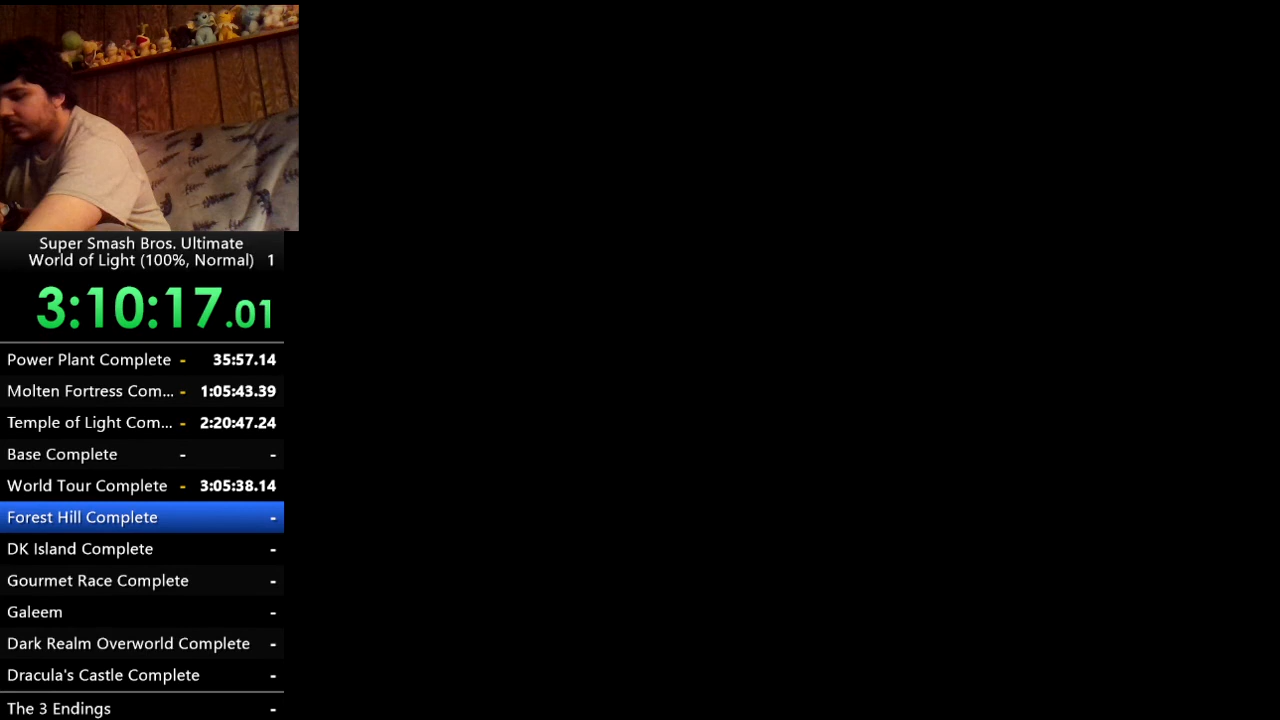 Super Smash Bros. Ultimate
World of Light (100%, Normal) 1
3:10:17.01
Power Plant Complete - 35:57.14
Molten Fortress Com... - 1:05:43.39
Temple of Light Com... - 2:20:47.24
Base Complete - -
World Tour Complete - 3:05:38.14
Forest Hill Complete -
DK Island Complete -
Gourmet Race Complete -
Galeem -
Dark Realm Overworld Complete -
Dracula's Castle Complete -
The 3 Endings -